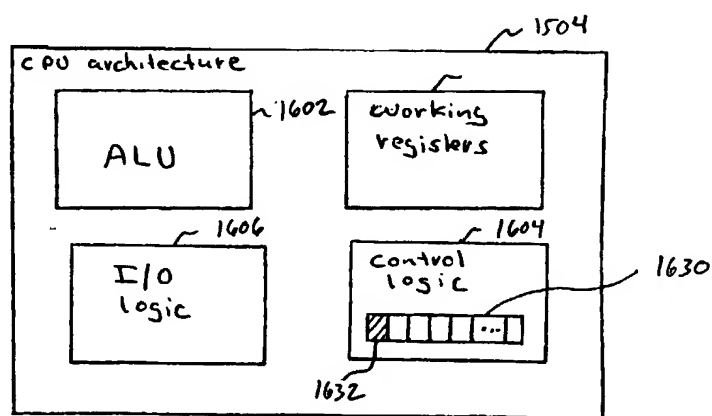 1504
CPU architecture
1602
ALU
working
registers
1606
I/O
logic
1604
control
logic
...
1630
1632